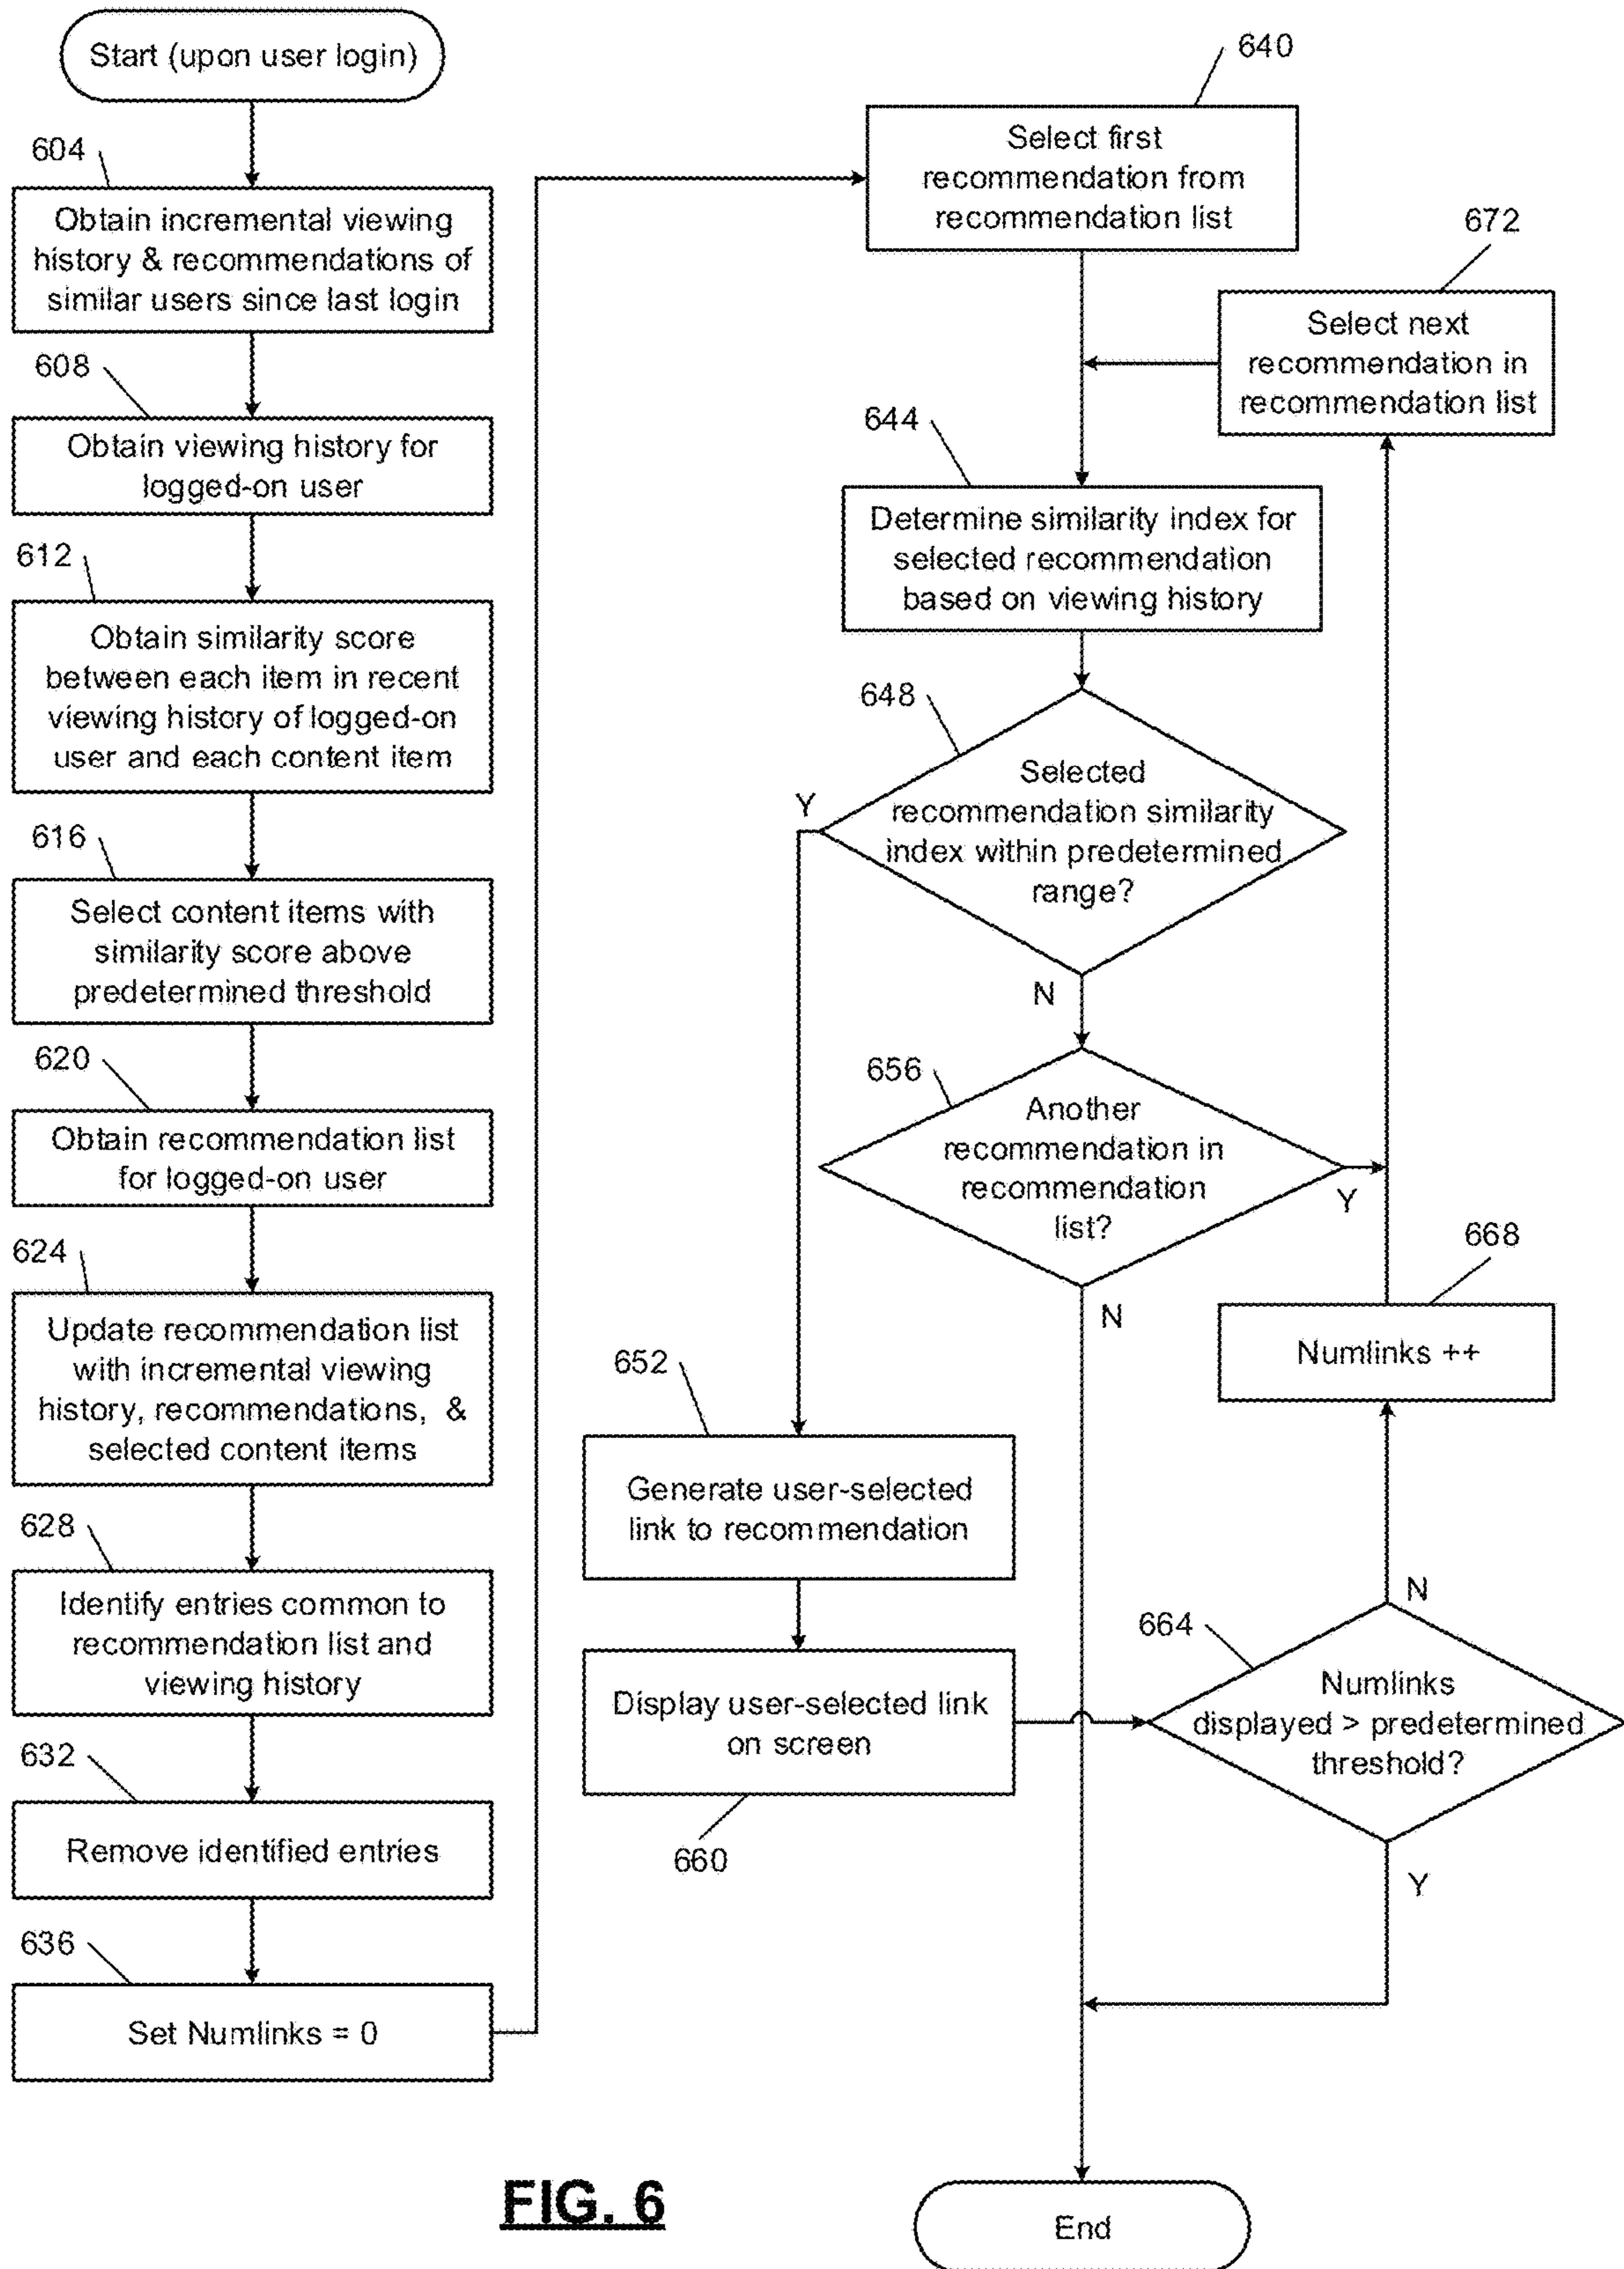 Start (upon user login)
604
Obtain incremental viewing
history & recommendations of
similar users since last login
608
Obtain viewing history for
logged-on user
612
Obtain similarity score
between each item in recent
viewing history of logged-on
user and each content item
616
Select content items with
similarity score above
predetermined threshold
620
Obtain recommendation list
for logged-on user
624
Update recommendation list
with incremental viewing
history, recommendations, &
selected content items
628
Identify entries common to
recommendation list and
viewing history
632
Remove identified entries
636
Set Numlinks = 0
640
Select first
recommendation from
recommendation list
672
Select next
recommendation in
recommendation list
644
Determine similarity index for
selected recommendation
based on viewing history
648
Selected
recommendation similarity
index within predetermined
range?
Y
N
656
Another
recommendation in
recommendation
list?
Y
N
668
Numlinks ++
652
Generate user-selected
link to recommendation
660
Display user-selected link
on screen
664
Numlinks
displayed > predetermined
threshold?
N
Y
End
FIG. 6